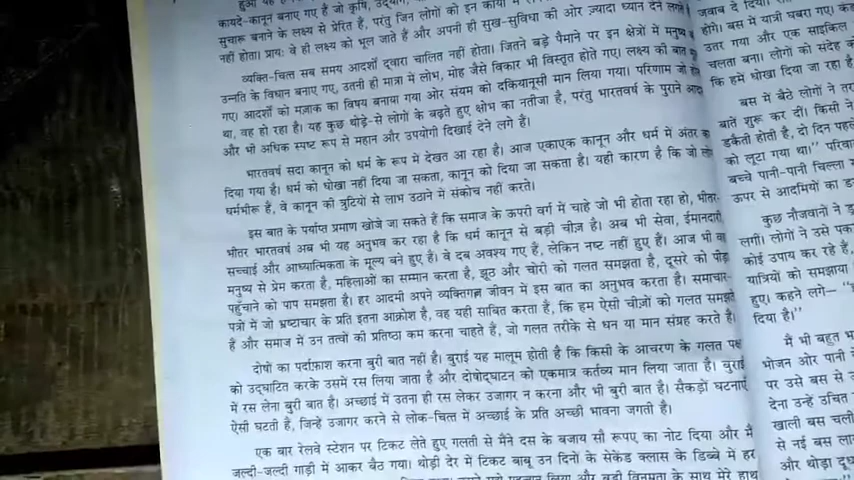 कायदे-कानून बनाए गए हैं जो कृषि, उद्योग,
सुचारू बनाने के लक्ष्य से प्रेरित हैं, परंतु जिन लोगों को इन कार्यों में
नहीं होता। प्रायः वे ही लक्ष्य को भूल जाते हैं और अपनी ही सुख-सुविधा की ओर ज़्यादा ध्यान देने लगते
व्यक्ति-चित्त सब समय आदर्शों द्वारा चालित नहीं होता। जितने बड़े पैमाने पर इन क्षेत्रों में मनुष्य
उन्नति के विधान बनाए गए, उतनी ही मात्रा में लोभ, मोह जैसे विकार भी विस्तृत होते गए। लक्ष्य की बात
गए। आदर्शों को मज़ाक का विषय बनाया गया और संयम को दकियानूसी मान लिया गया। परिणाम जो
था, वह हो रहा है। यह कुछ थोड़े-से लोगों के बढ़ते हुए क्षोभ का नतीजा है, परंतु भारतवर्ष के पुराने
और भी अधिक स्पष्ट रूप से महान और उपयोगी दिखाई देने लगे हैं।
भारतवर्ष सदा कानून को धर्म के रूप में देखत आ रहा है। आज एकाएक कानून और धर्म में अंतर
दिया गया है। धर्म को धोखा नहीं दिया जा सकता, कानून को दिया जा सकता है। यही कारण है कि जो
धर्मभीरू हैं, वे कानून की त्रुटियों से लाभ उठाने में संकोच नहीं करते।
इस बात के पर्याप्त प्रमाण खोजे जा सकते हैं कि समाज के ऊपरी वर्ग में चाहे जो भी होता रहा हो, भीतर-
भीतर भारतवर्ष अब भी यह अनुभव कर रहा है कि धर्म कानून से बड़ी चीज़ है। अब भी सेवा, ईमानदारी,
सच्चाई और आध्यात्मिकता के मूल्य बने हुए हैं। वे दब अवश्य गए हैं, लेकिन नष्ट नहीं हुए हैं। आज भी
मनुष्य से प्रेम करता है, महिलाओं का सम्मान करता है, झूठ और चोरी को गलत समझता है, दूसरे को
पहुँचाने को पाप समझता है। हर आदमी अपने व्यक्तिगत जीवन में इस बात का अनुभव करता है। समाचार-
पत्रों में जो भ्रष्टाचार के प्रति इतना आक्रोश है, वह यही साबित करता है, कि हम ऐसी चीज़ों को गलत समझते
हैं और समाज में उन तत्वों की प्रतिष्ठा कम करना चाहते हैं, जो गलत तरीके से धन या मान संग्रह करते हैं।
दोषों का पर्दाफ़ाश करना बुरी बात नहीं है। बुराई यह मालूम होती है कि किसी के आचरण के गलत पक्ष
को उद्घाटित करके उसमें रस लिया जाता है और दोषोद्घाटन को एकमात्र कर्तव्य मान लिया जाता है। बुराई
में रस लेना बुरी बात है। अच्छाई में उतना ही रस लेकर उजागर न करना और भी बुरी बात है। सैकड़ों घटनाएँ
ऐसी घटती हैं, जिन्हें उजागर करने से लोक-चित्त में अच्छाई के प्रति अच्छी भावना जगती है।
एक बार रेलवे स्टेशन पर टिकट लेते हुए गलती से मैंने दस के बजाय सौ रूपए का नोट दिया और मैं
जल्दी-जल्दी गाड़ी में आकर बैठ गया। थोड़ी देर में टिकट बाबू उन दिनों के सेकेंड क्लास के डिब्बे में हर
जवाब दे दिया।
होंगे। बस में यात्री घबरा गए।
उतर गया और एक साइकिल
चलता बना। लोगों को संदेह
कि हमें धोखा दिया जा रहा है
बस में बैठे लोगों ने
बातें शुरू कर दीं। किसी ने
डकैती होती है, दो दिन
को लूटा गया था।" परिवार
बच्चे पानी-पानी चिल्ला
ऊपर से आदमियों का
कुछ नौजवानों ने
लगीं। लोगों ने उसे
कोई उपाय कर रहे हैं,
यात्रियों को समझाया
हुए। कहने लगे– "
दिया है।"
मैं भी बहुत
भोजन और पानी
पर उसे बस से
देना उन्हें उचित
खाली बस चला
से नई बस
और थोड़ा दूध